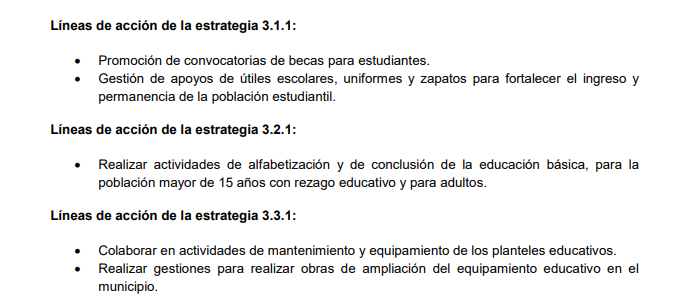 Líneas de acción de la estrategia 3.1.1:
• Promoción de convocatorias de becas para estudiantes.
• Gestión de apoyos de útiles escolares, uniformes y zapatos para fortalecer el ingreso y
permanencia de la población estudiantil.
Líneas de acción de la estrategia 3.2.1:
• Realizar actividades de alfabetización y de conclusión de la educación básica, para la
población mayor de 15 años con rezago educativo y para adultos.
Líneas de acción de la estrategia 3.3.1:
• Colaborar en actividades de mantenimiento y equipamiento de los planteles educativos.
• Realizar gestiones para realizar obras de ampliación del equipamiento educativo en el
municipio.